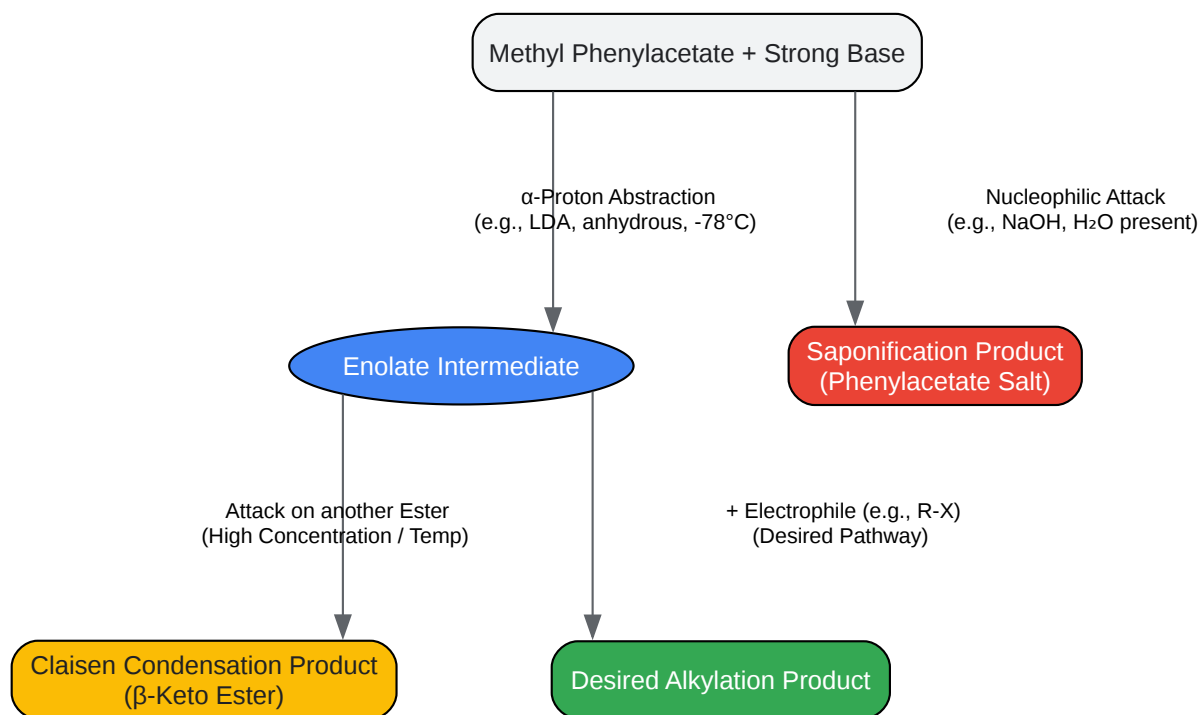 Methyl Phenylacetate + Strong Base
α-Proton Abstraction
(e.g., LDA, anhydrous, -78°C)
Nucleophilic Attack
(e.g., NaOH, H₂O present)
Enolate Intermediate
Saponification Product
(Phenylacetate Salt)
Attack on another Ester
(High Concentration / Temp)
+ Electrophile (e.g., R-X)
(Desired Pathway)
Claisen Condensation Product
(β-Keto Ester)
Desired Alkylation Product